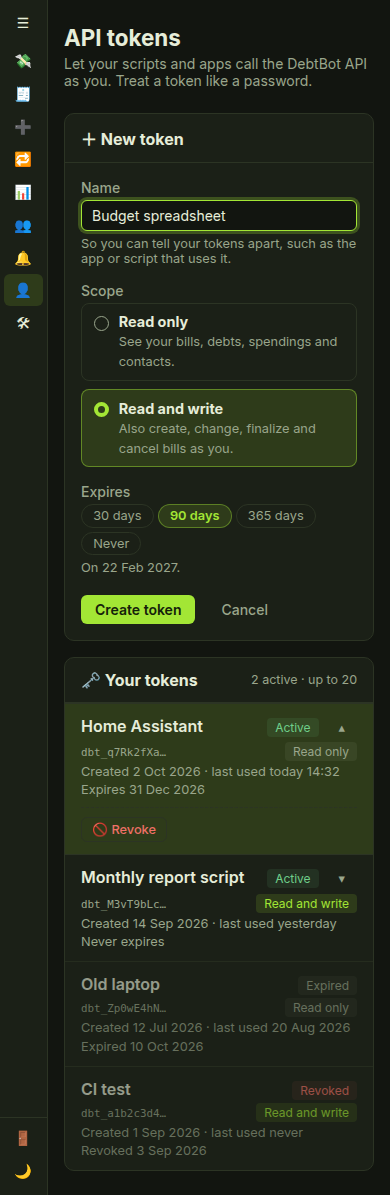 API tokens
Let your scripts and apps call the DebtBot API
as you. Treat a token like a password.
New token
Name
Budget spreadsheet
So you can tell your tokens apart, such as the
app or script that uses it.
Scope
Read only
See your bills, debts, spendings and
contacts.
Read and write
Also create, change, finalize and
cancel bills as you.
Expires
30 days 90 days 365 days
Never
On 22 Feb 2027.
Create token Cancel
Your tokens 2 active · up to 20
Home Assistant Active
dbt_q7Rk2fXa… Read only
Created 2 Oct 2026 · last used today 14:32
Expires 31 Dec 2026
Revoke
Monthly report script Active
dbt_M3vT9bLc… Read and write
Created 14 Sep 2026 · last used yesterday
Never expires
Old laptop Expired
dbt_Zp0wE4hN… Read only
Created 12 Jul 2026 · last used 20 Aug 2026
Expired 10 Oct 2026
CI test Revoked
dbt_a1b2c3d4… Read and write
Created 1 Sep 2026 · last used never
Revoked 3 Sep 2026